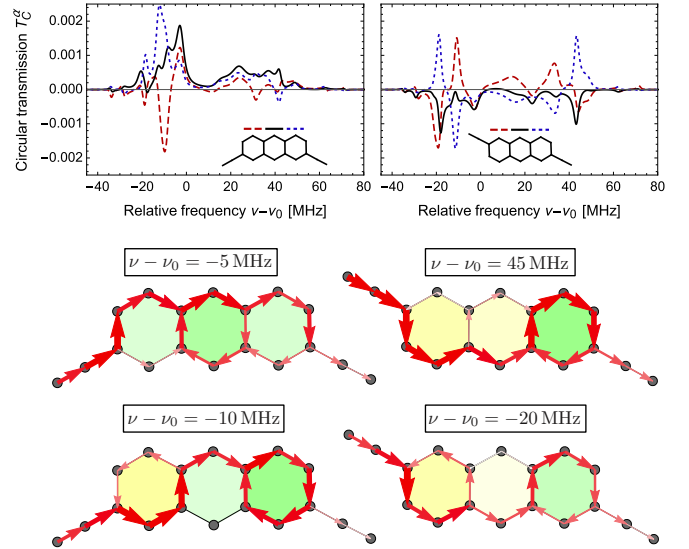 Circular transmission T_C^α
0.002
0.001
0.000
-0.001
-0.002
-40 -20 0 20 40 60 80
-40 -20 0 20 40 60 80
Relative frequency ν-ν₀ [MHz]
Relative frequency ν-ν₀ [MHz]
ν − ν₀ = −5 MHz
ν − ν₀ = 45 MHz
ν − ν₀ = −10 MHz
ν − ν₀ = −20 MHz